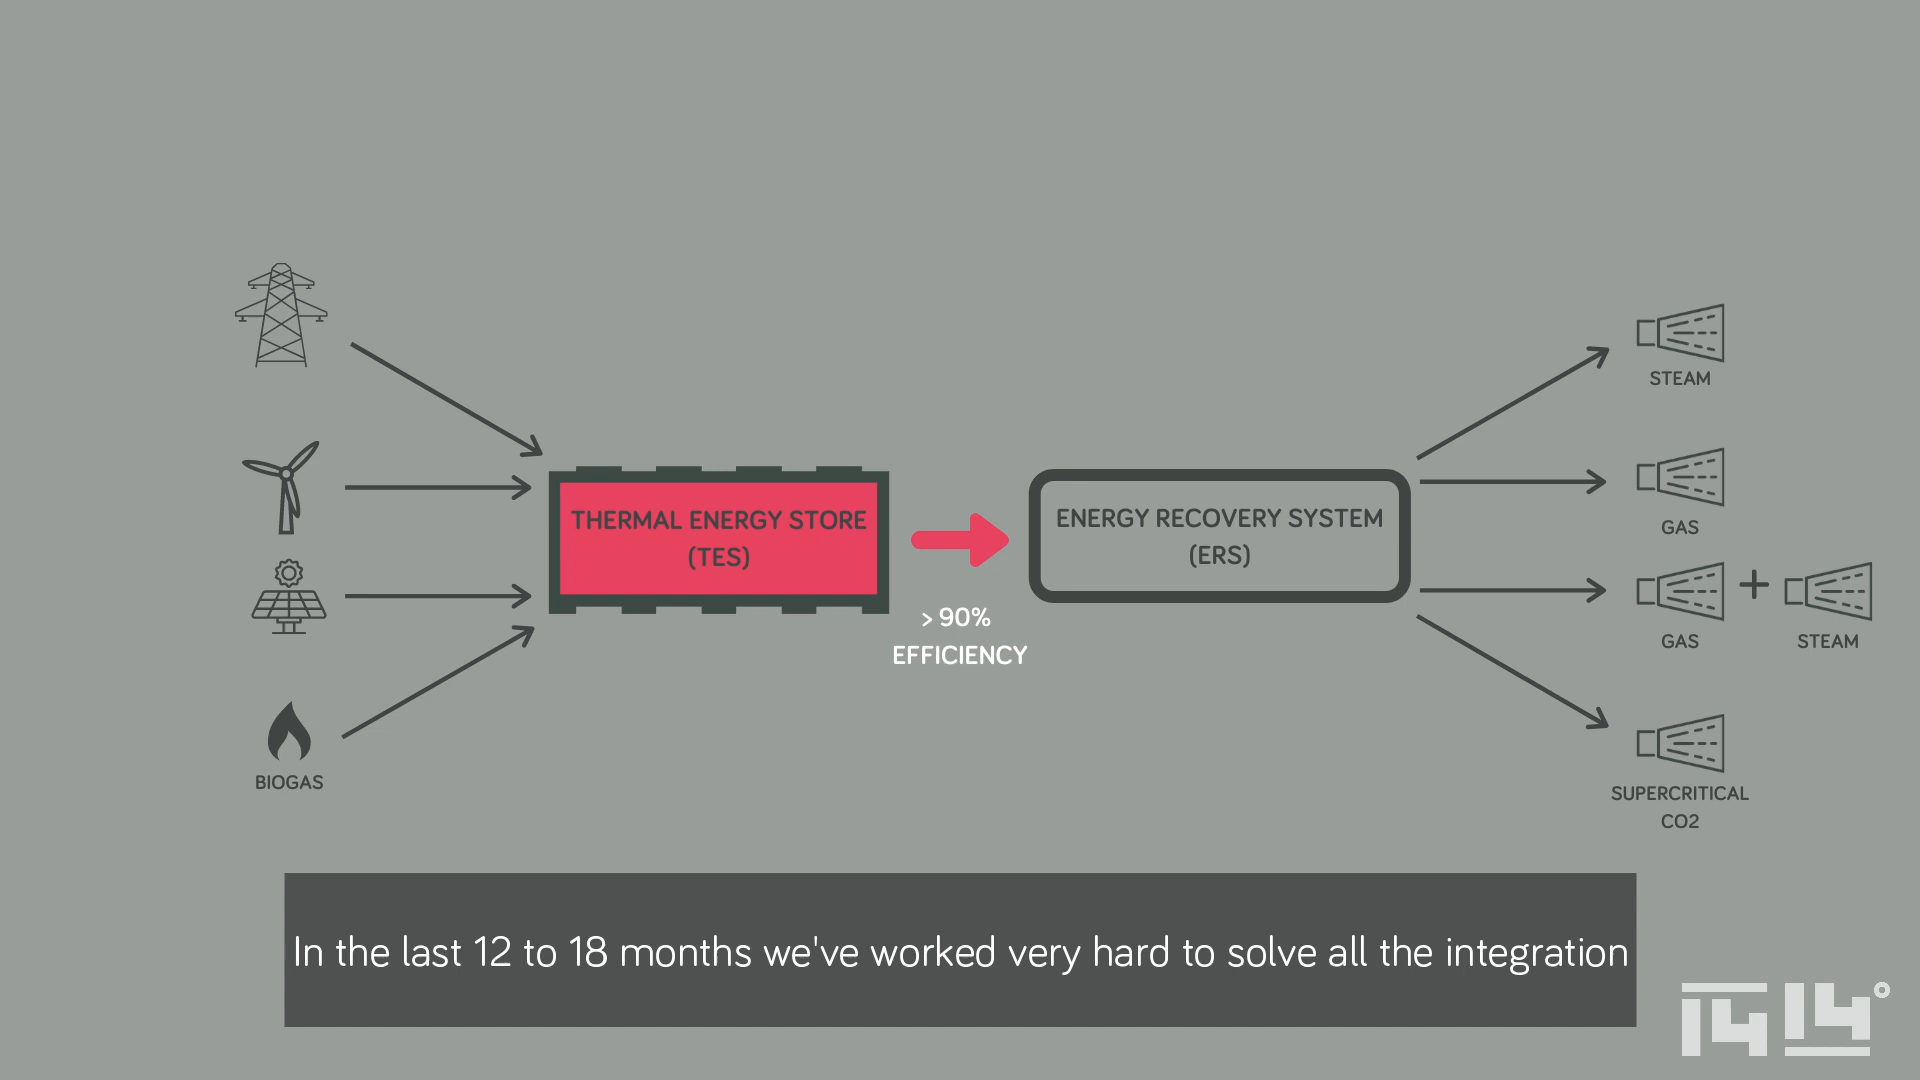 THERMAL ENERGY STORE
(TES)
> 90%
EFFICIENCY
ENERGY RECOVERY SYSTEM
(ERS)
STEAM
GAS
+
GAS
STEAM
BIOGAS
SUPERCRITICAL
CO2
In the last 12 to 18 months we've worked very hard to solve all the integration
1414°